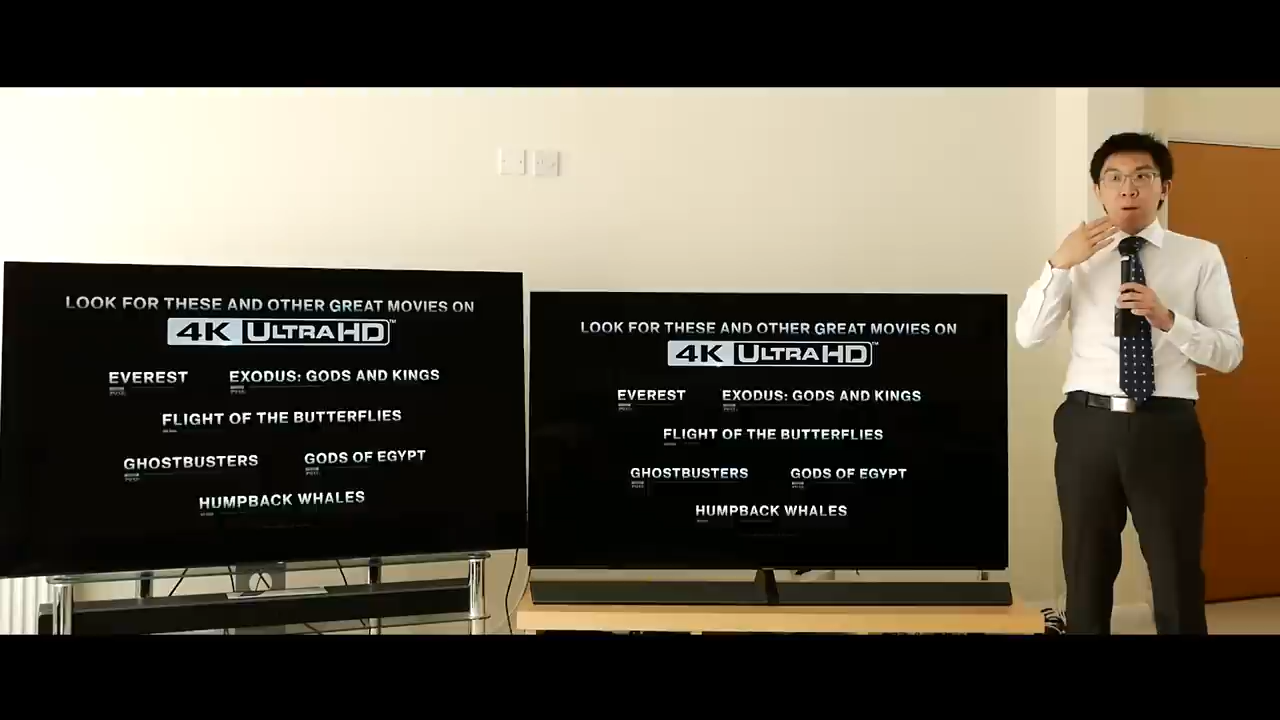 LOOK FOR THESE AND OTHER GREAT MOVIES ON
4K ULTRA HD™
EVEREST EXODUS: GODS AND KINGS
FLIGHT OF THE BUTTERFLIES
GHOSTBUSTERS GODS OF EGYPT
HUMPBACK WHALES
LOOK FOR THESE AND OTHER GREAT MOVIES ON
4K ULTRA HD™
EVEREST EXODUS: GODS AND KINGS
FLIGHT OF THE BUTTERFLIES
GHOSTBUSTERS GODS OF EGYPT
HUMPBACK WHALES